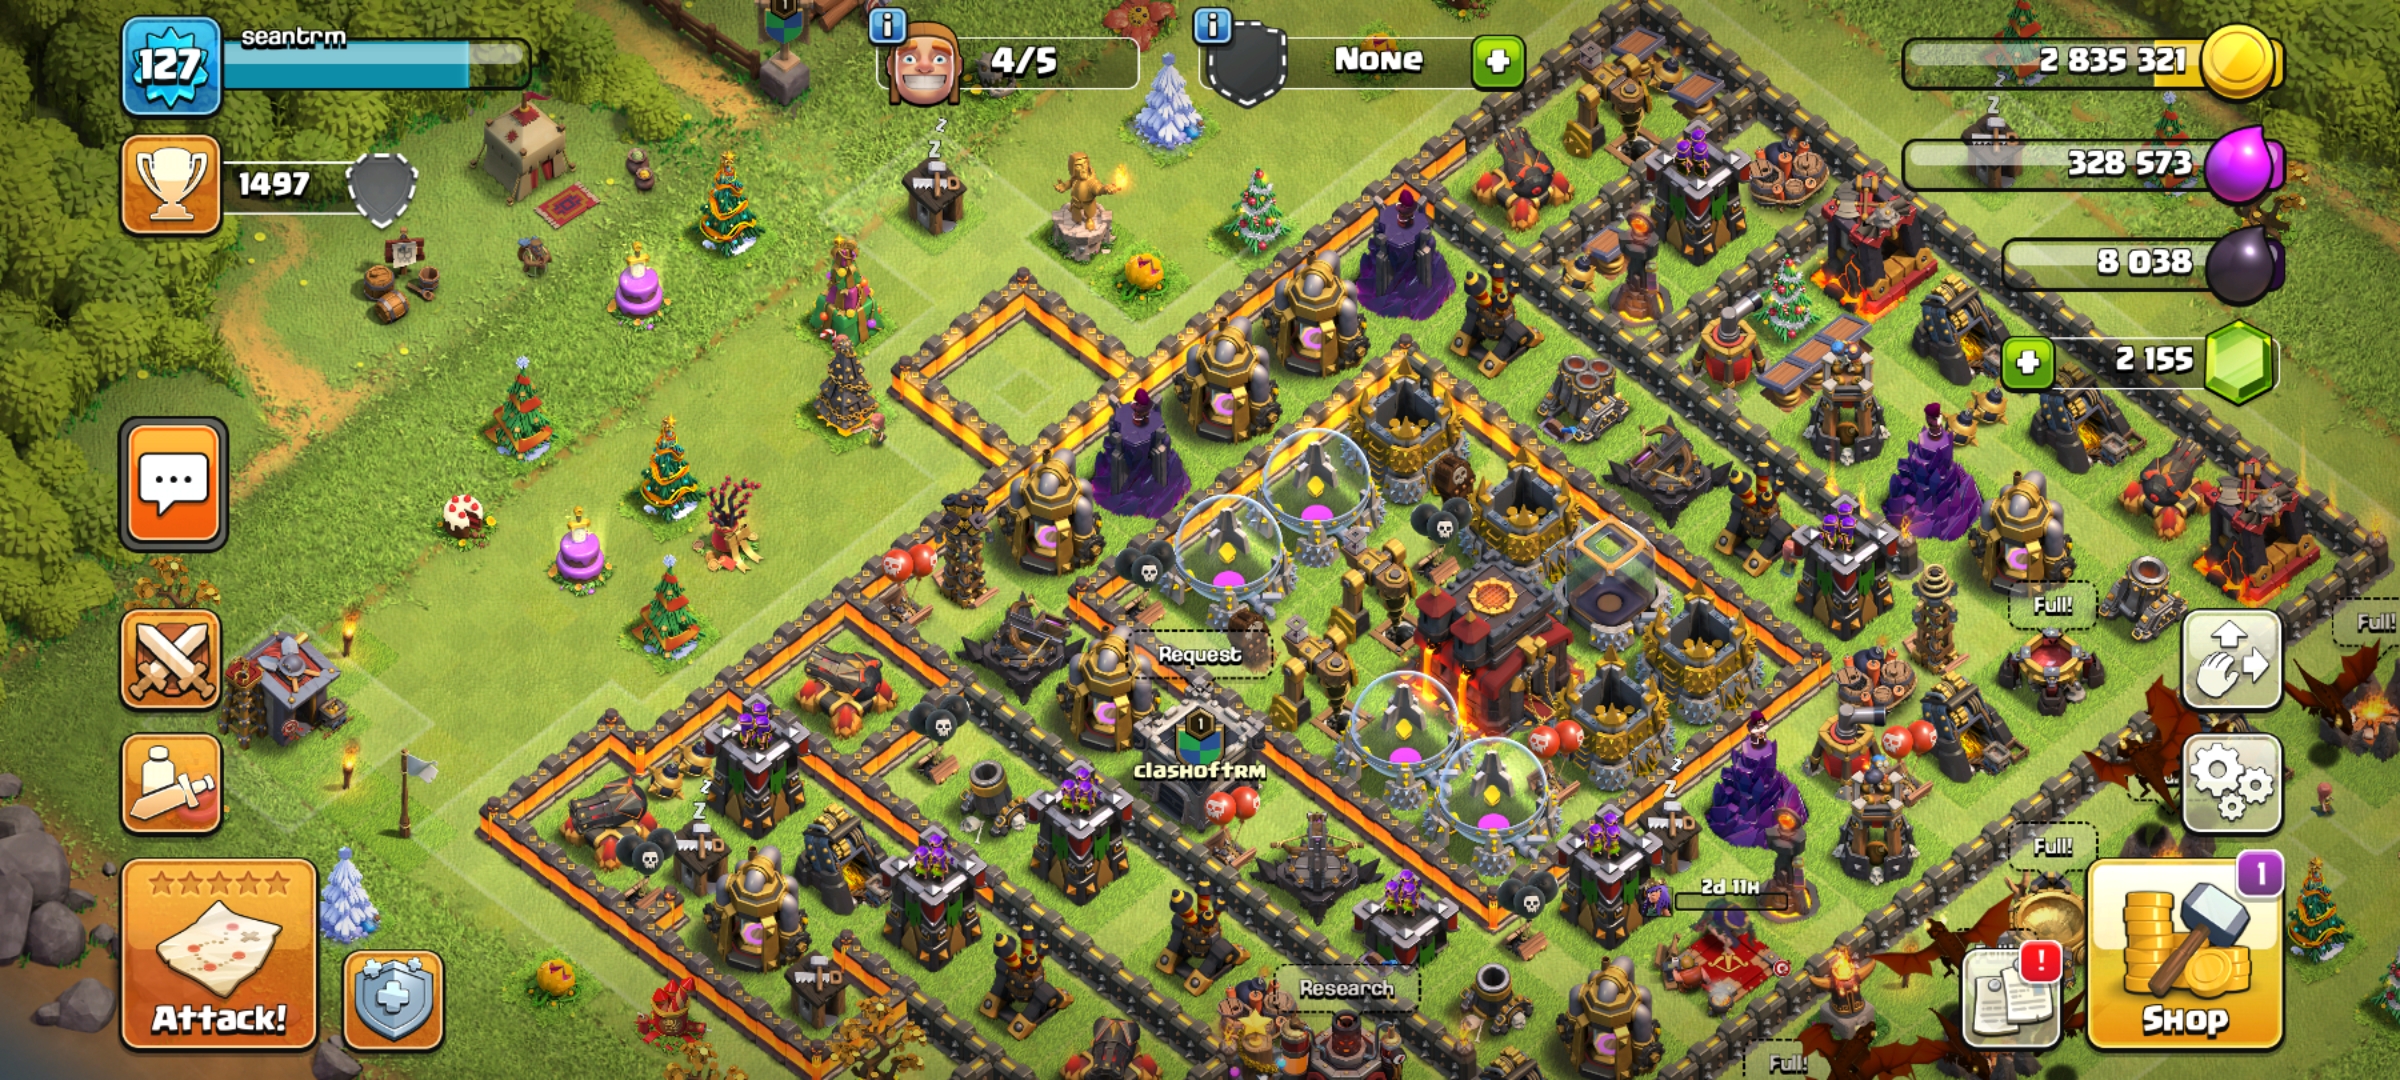 127
seantrm
4/5
None
2 835 321
1497
328 573
8 038
2 155
Full!
Full!
Request
clashoftrm
1
Full!
1
2d 11h
Research
Attack!
!
Shop
Full!